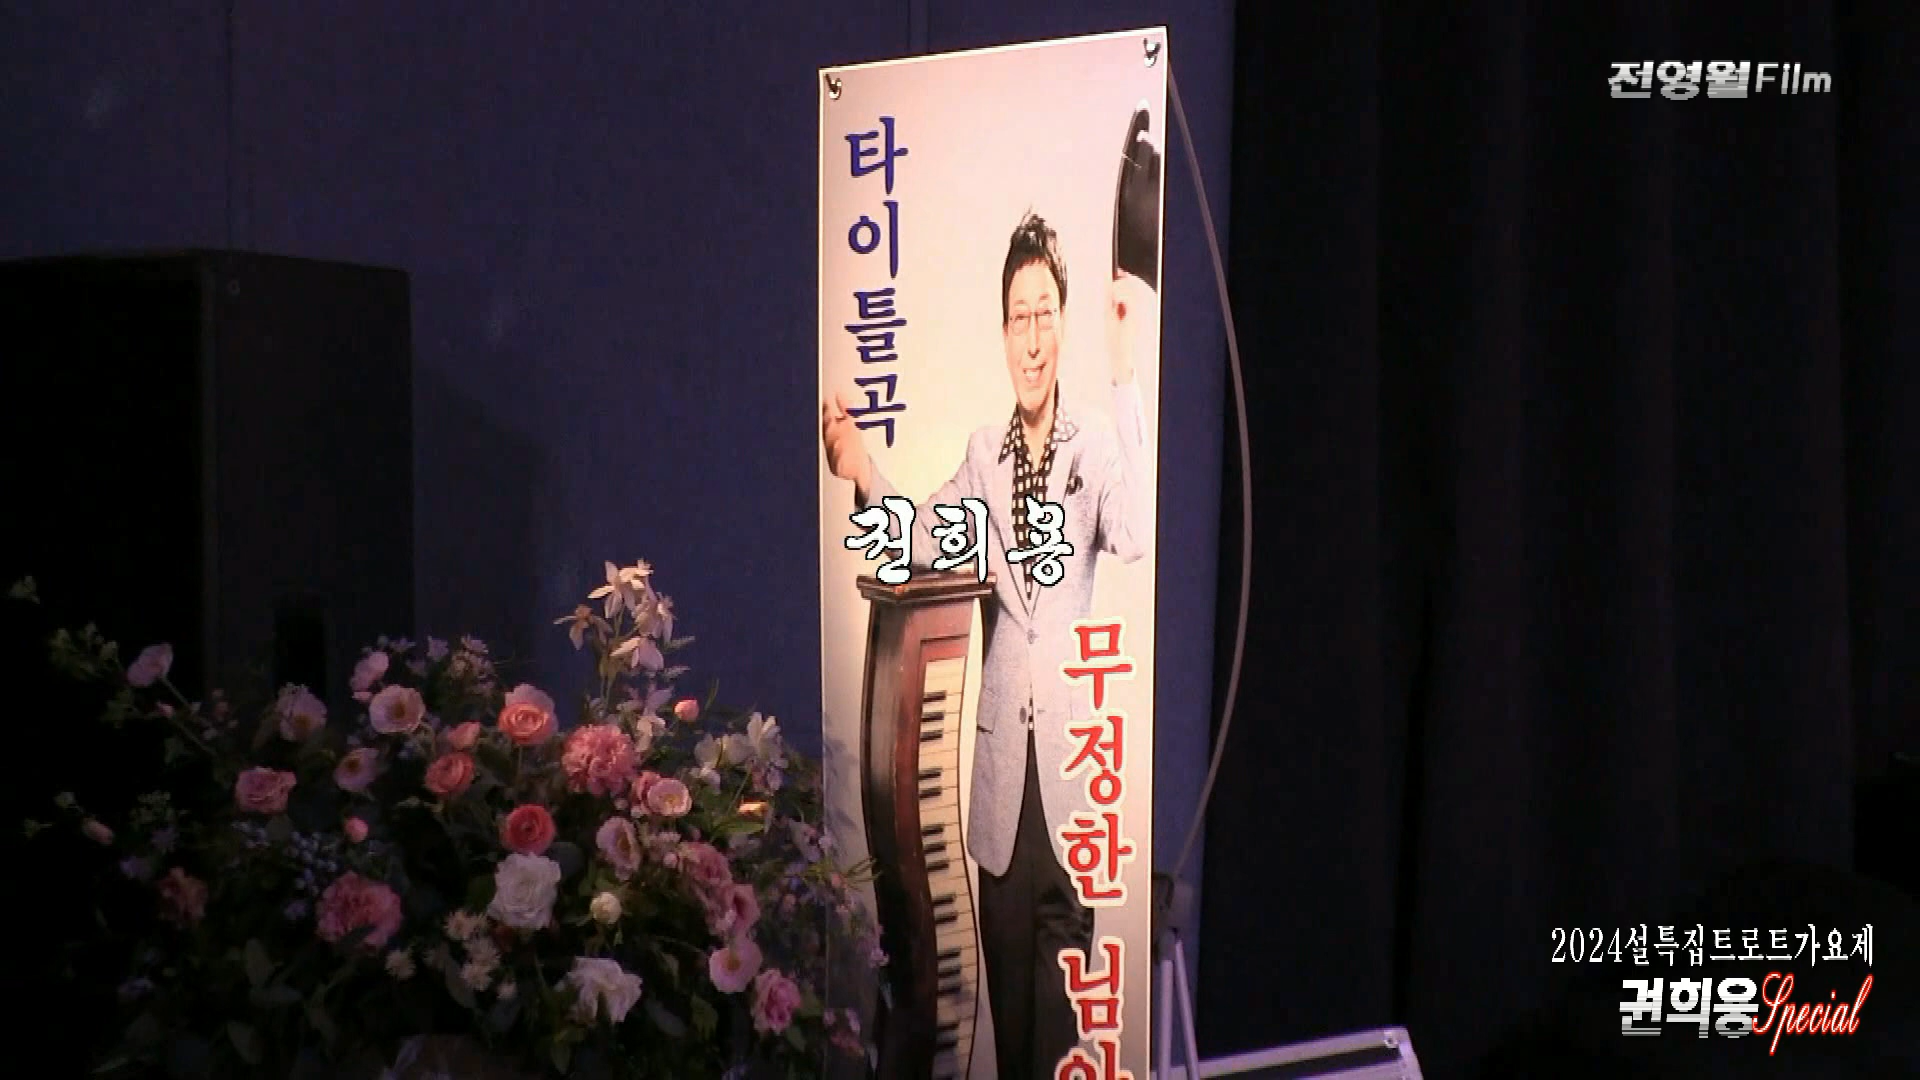 전영월Film
타이틀곡
권희웅
무정한 님아
2024설특집트로트가요제
권희웅Special